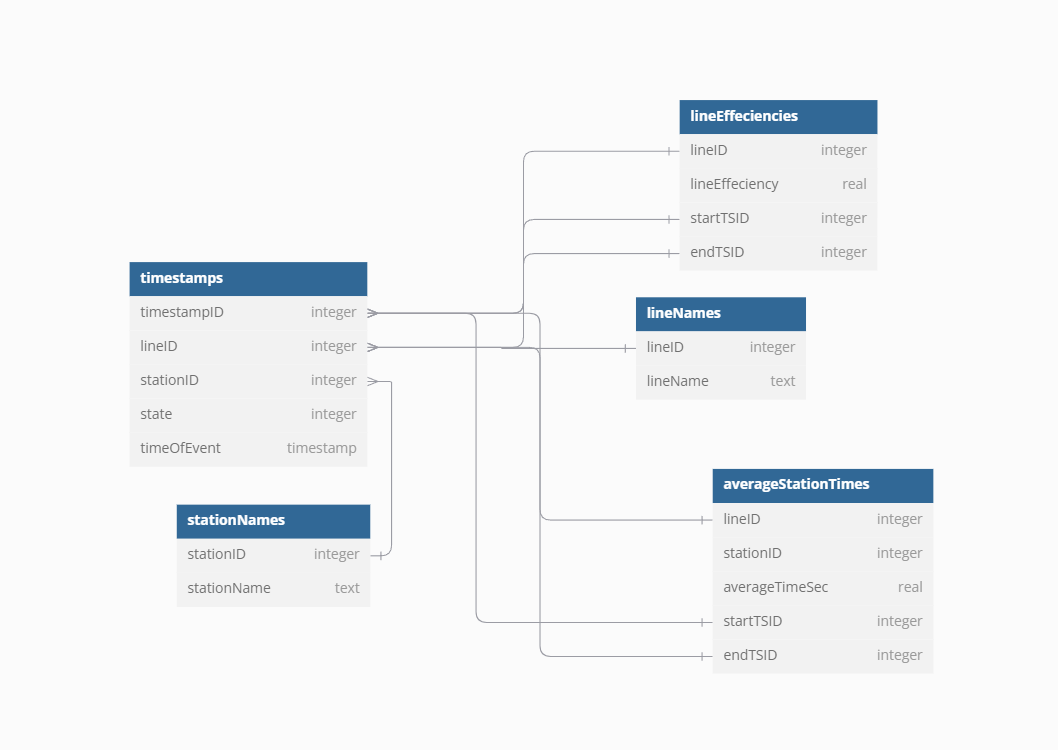 lineEffeciencies
lineID integer
lineEffeciency real
startTSID integer
endTSID integer
timestamps
timestampID integer
lineID integer
stationID integer
state integer
timeOfEvent timestamp
lineNames
lineID integer
lineName text
stationNames
stationID integer
stationName text
averageStationTimes
lineID integer
stationID integer
averageTimeSec real
startTSID integer
endTSID integer